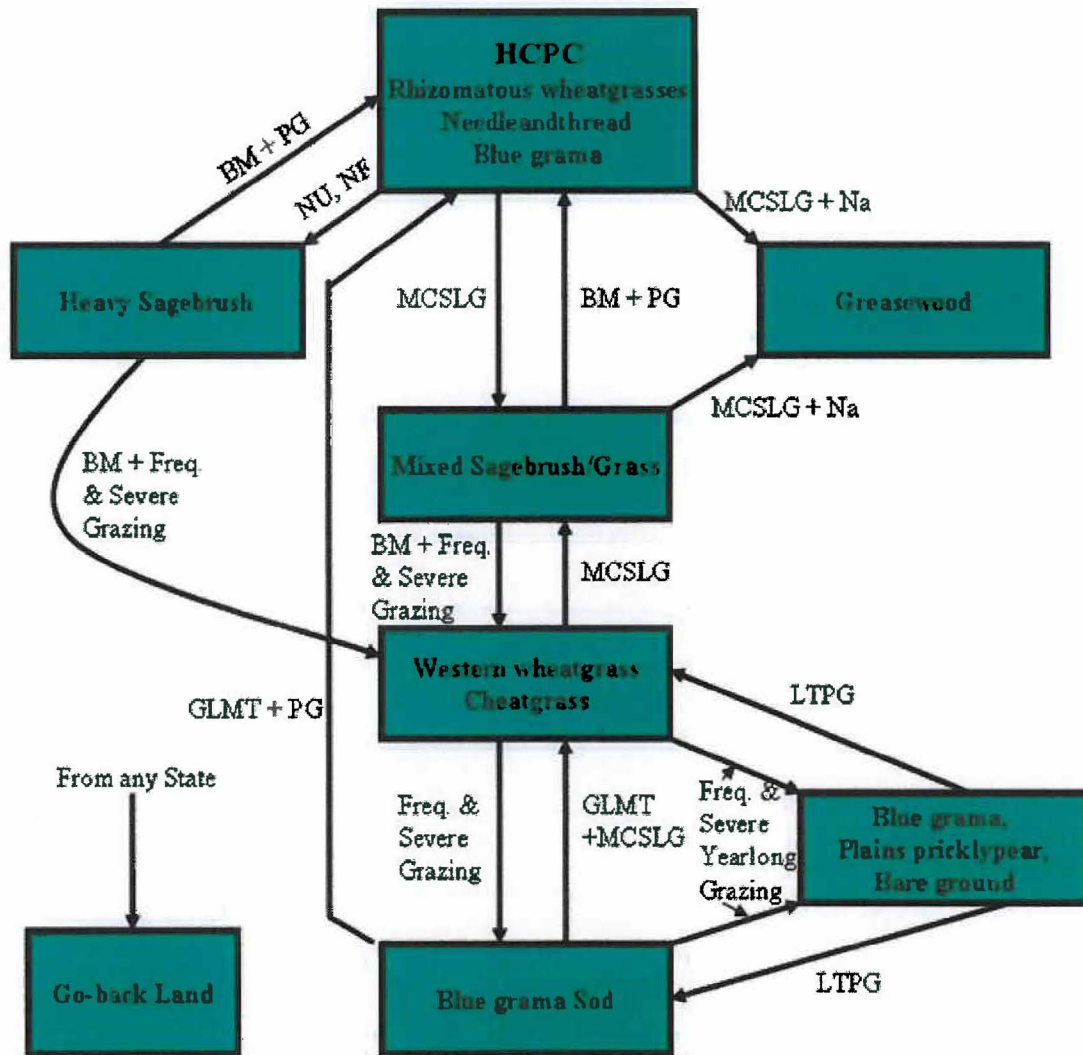 HCPC
Rhizomatous wheatgrasses
Needleandthread
Blue grama
BM + PG
NU, NF
MCSLG + Na
Heavy Sagebrush
MCSLG
BM + PG
Greasewood
MCSLG + Na
Mixed Sagebrush/Grass
BM + Freq.
& Severe
Grazing
BM + Freq.
& Severe
Grazing
MCSLG
Western wheatgrass
Cheatgrass
GLMT + PG
LTPG
From any State
Freq. &
Severe
Grazing
GLMT
+MCSLG
Freq. &
Severe
Yearlong
Grazing
Blue grama,
Plains pricklypear,
Bare ground
Go-back Land
Blue grama Sod
LTPG